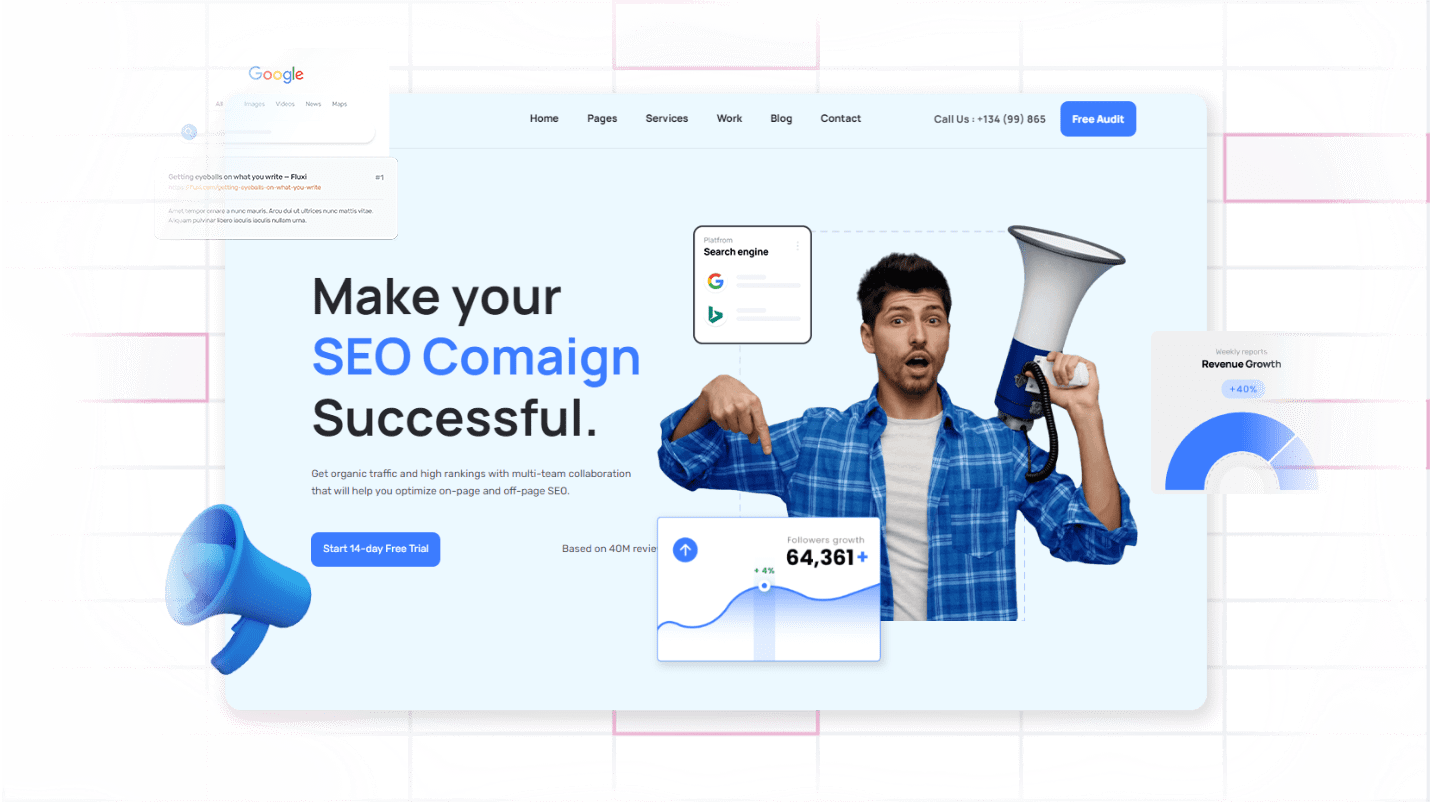 Google
All Images Videos News Maps
Getting eyeballs on what you write — Fluxi #1
https://fluxi.com/getting-eyeballs-on-what-you-write
Amet tempor ornare a nunc mauris. Arcu dui ut ultrices nunc mattis vitae.
Aliquam pulvinar libero iaculis iaculis nullam urna.
Home Pages Services Work Blog Contact Call Us : +134 (99) 865 Free Audit
Platfrom
Search engine
Make your
SEO Comaign
Successful.
Get organic traffic and high rankings with multi-team collaboration
that will help you optimize on-page and off-page SEO.
Start 14-day Free Trial
Based on 40M revie
Followers growth
64,361+
+ 4%
Weekly reports
Revenue Growth
+40%